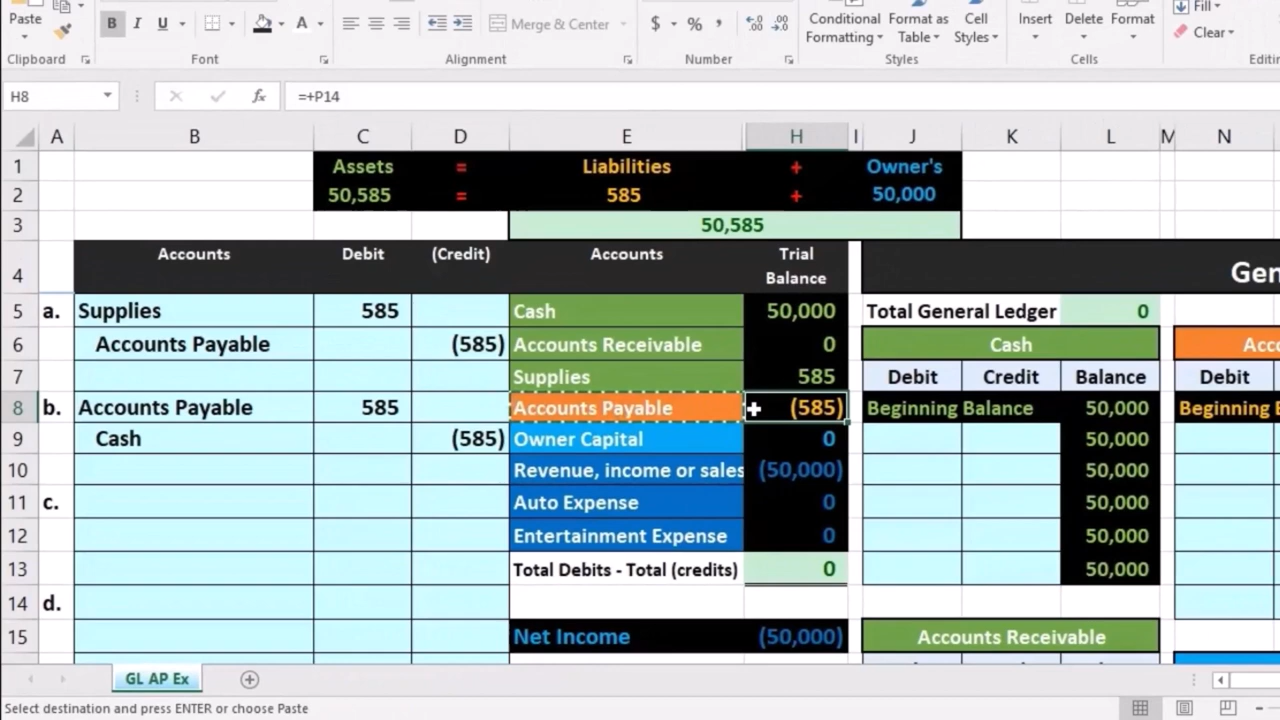 Paste
B I U A
Merge & Center
$ % , .00
Conditional Formatting
Format as Table
Cell Styles
Insert Delete Format
Fill
Clear
Clipboard Font Alignment Number Styles Cells
H8 fx =+P14
A B C D E H I J K L M N
1 Assets = Liabilities + Owner's
2 50,585 = 585 + 50,000
3 50,585
4 Accounts Debit (Credit) Accounts Trial Balance
5 a. Supplies 585 Cash 50,000 Total General Ledger 0
6 Accounts Payable (585) Accounts Receivable 0 Cash
7 Supplies 585 Debit Credit Balance Debit
8 b. Accounts Payable 585 Accounts Payable (585) Beginning Balance 50,000 Beginning
9 Cash (585) Owner Capital 0 50,000
10 Revenue, income or sales (50,000) 50,000
11 c. Auto Expense 0 50,000
12 Entertainment Expense 0 50,000
13 Total Debits - Total (credits) 0 50,000
14 d.
15 Net Income (50,000) Accounts Receivable
GL AP Ex
Select destination and press ENTER or choose Paste